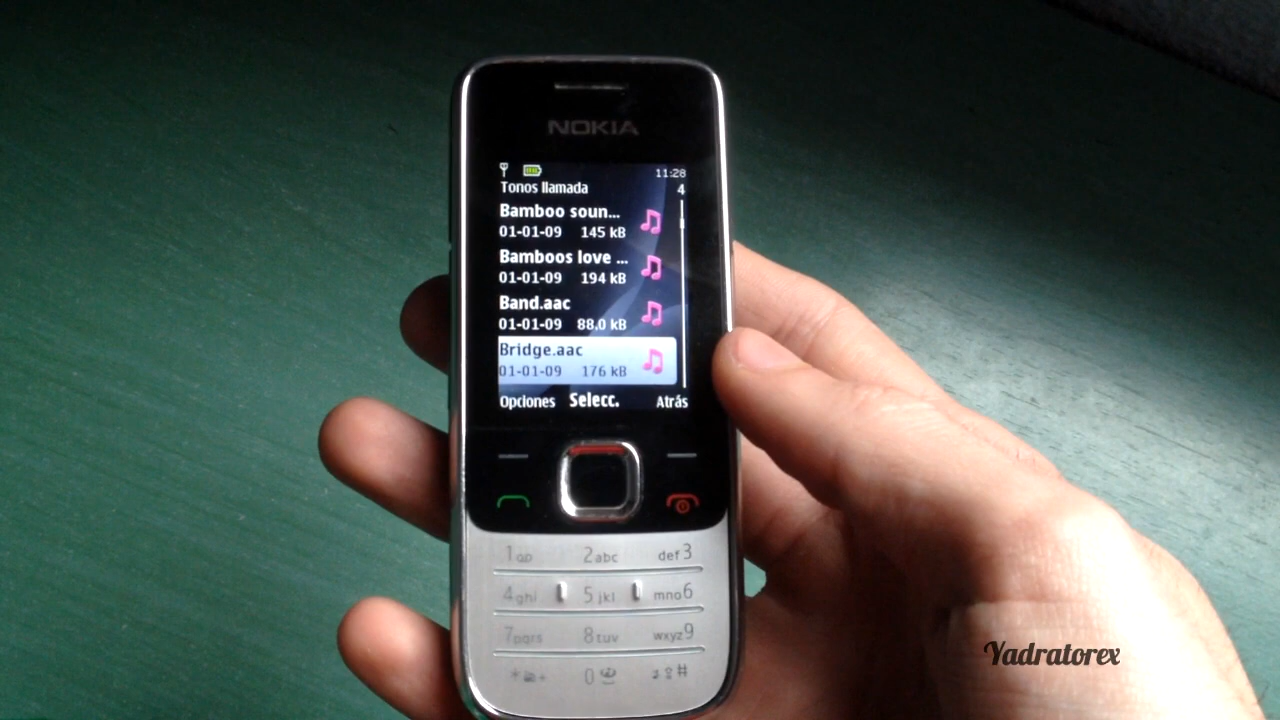 NOKIA
11:28
Tonos llamada 4
Bamboo soun...
01-01-09 145 kB
Bamboos love ...
01-01-09 194 kB
Band.aac
01-01-09 88.0 kB
Bridge.aac
01-01-09 176 kB
Opciones Selecc. Atrás
1 2abc def3
4ghi 5jkl mno6
7pqrs 8tuv wxyz9
* + 0 #
Yadratorex